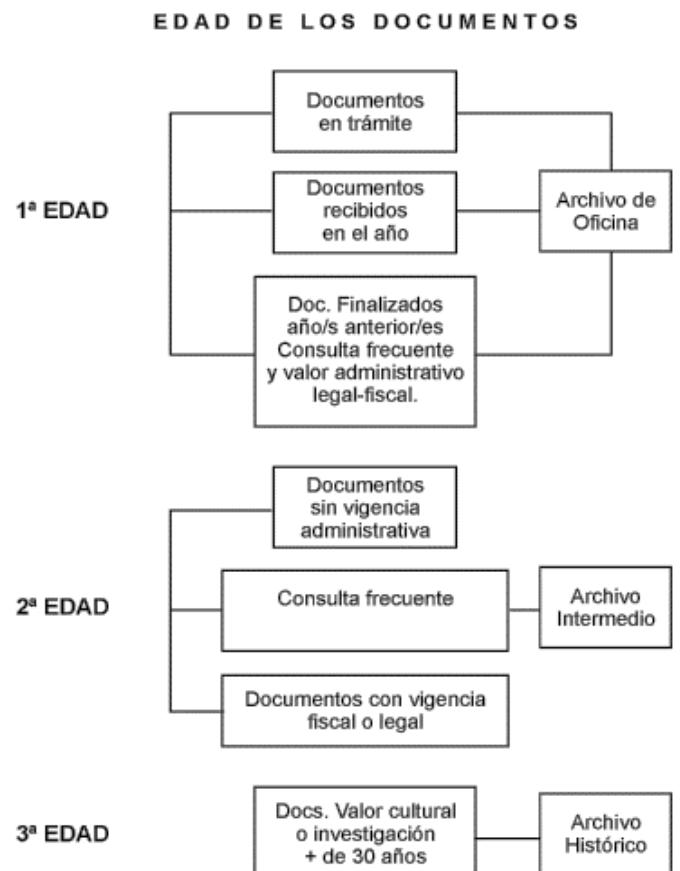 EDAD DE LOS DOCUMENTOS
Documentos
en trámite
1ª EDAD
Documentos
recibidos
en el año
Archivo de
Oficina
Doc. Finalizados
año/s anterior/es
Consulta frecuente
y valor administrativo
legal-fiscal.
Documentos
sin vigencia
administrativa
2ª EDAD
Consulta frecuente
Archivo
Intermedio
Documentos con vigencia
fiscal o legal
3ª EDAD
Docs. Valor cultural
o investigación
+ de 30 años
Archivo
Histórico